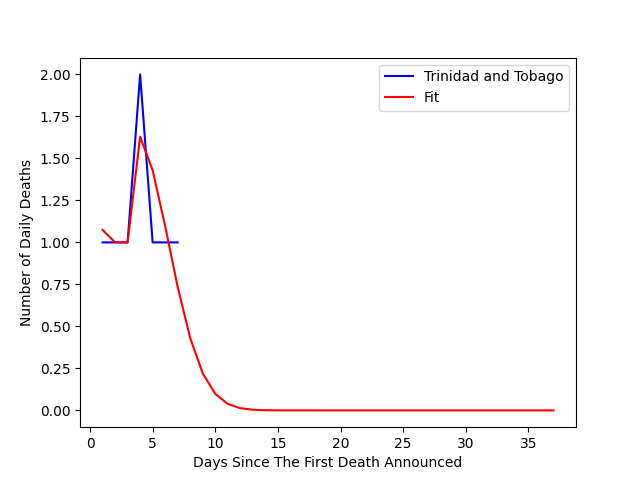 Trinidad and Tobago
Fit
Number of Daily Deaths
2.00
1.75
1.50
1.25
1.00
0.75
0.50
0.25
0.00
0 5 10 15 20 25 30 35
Days Since The First Death Announced